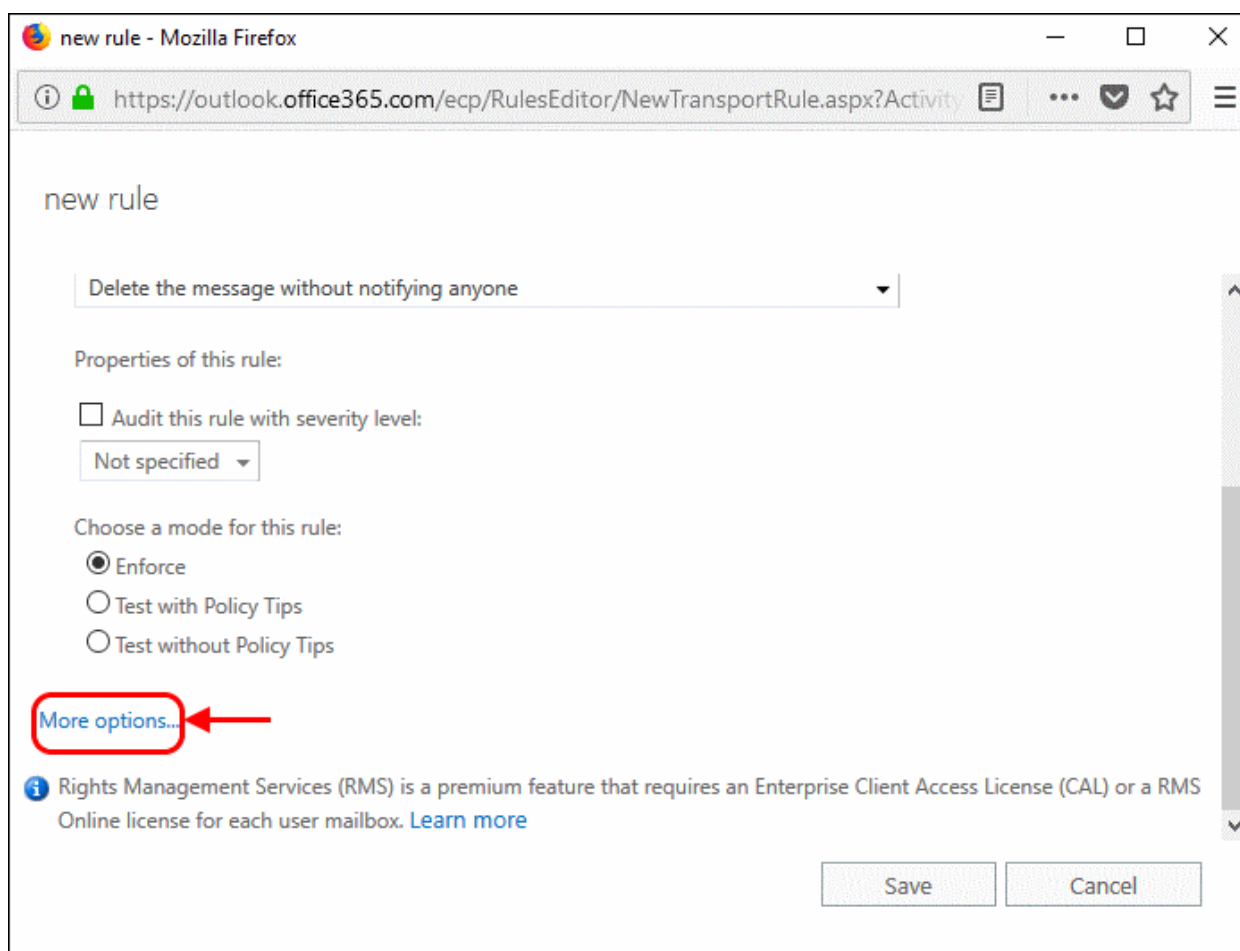 new rule - Mozilla Firefox
https://outlook.office365.com/ecp/RulesEditor/NewTransportRule.aspx?Activity
new rule
Delete the message without notifying anyone
Properties of this rule:
Audit this rule with severity level:
Not specified
Choose a mode for this rule:
Enforce
Test with Policy Tips
Test without Policy Tips
More options...
Rights Management Services (RMS) is a premium feature that requires an Enterprise Client Access License (CAL) or a RMS
Online license for each user mailbox. Learn more
Save Cancel